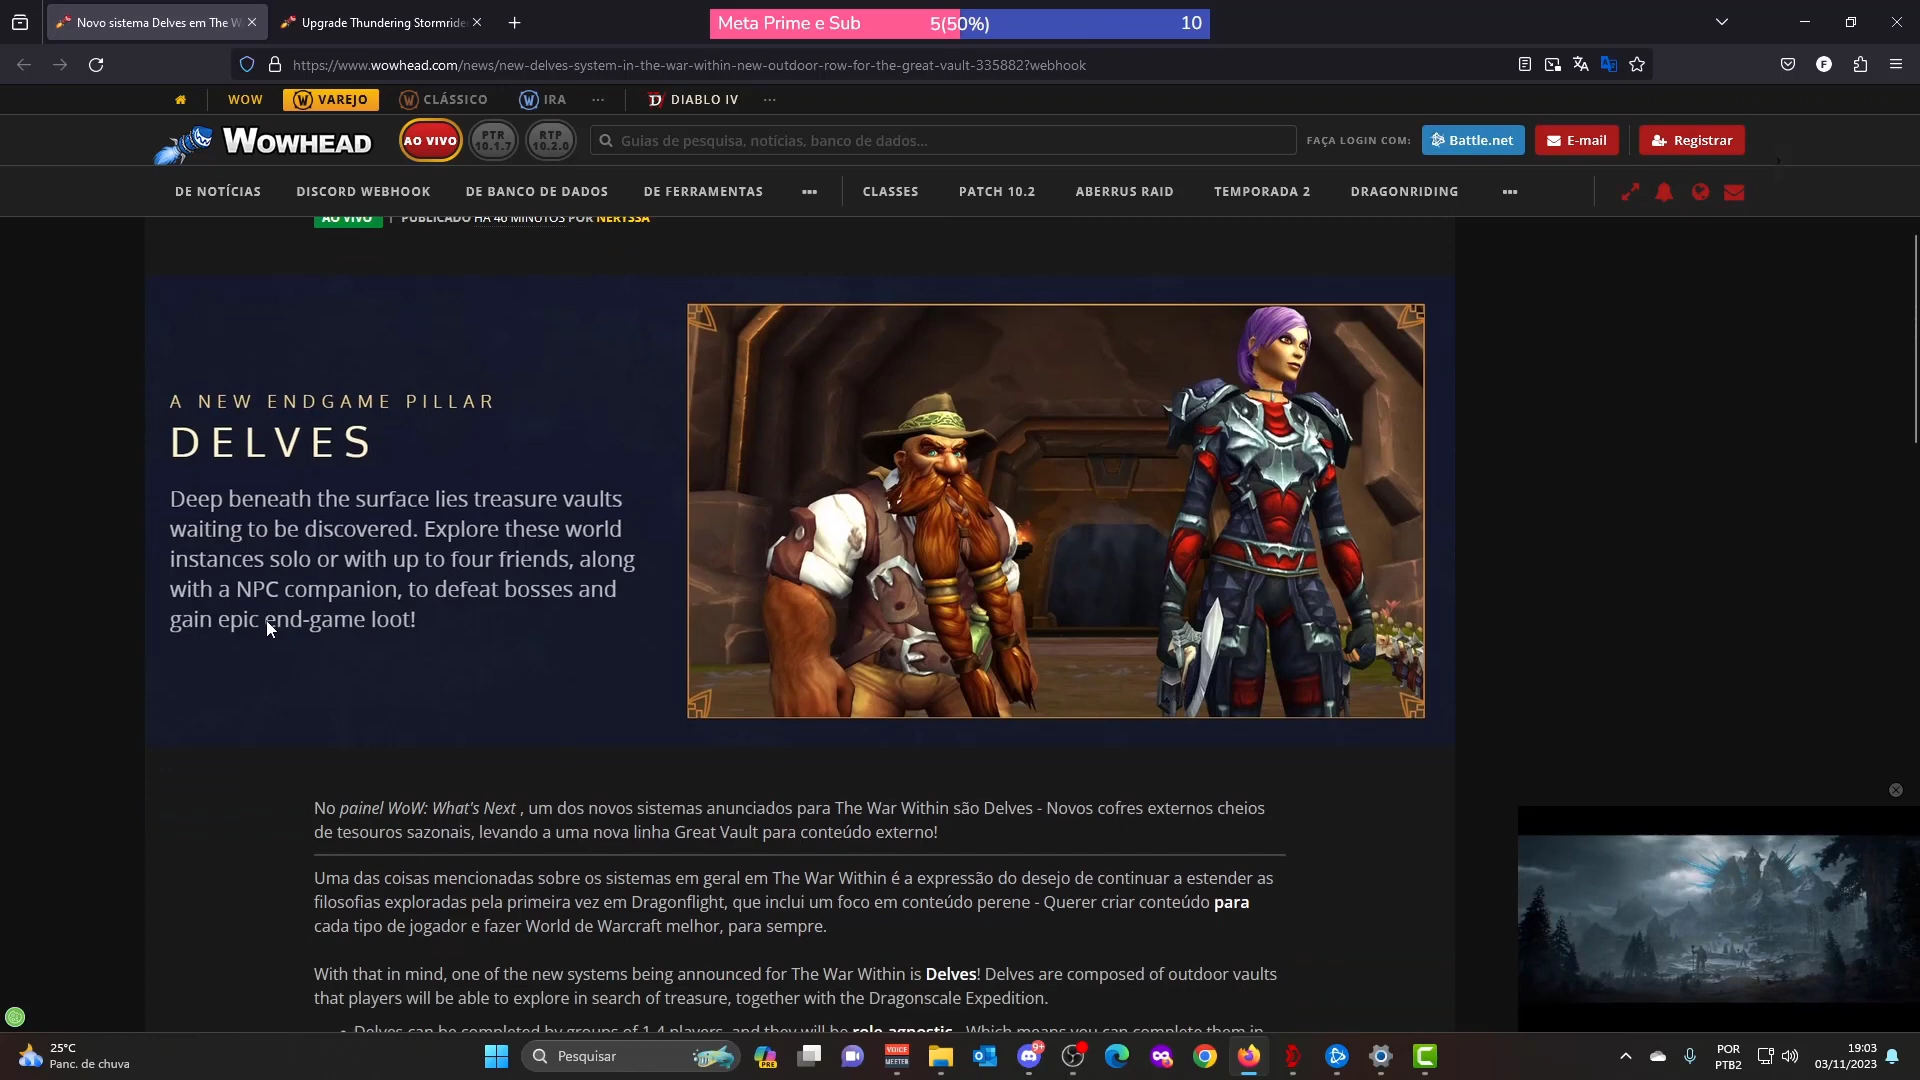 Novo sistema Delves em The W
Upgrade Thundering Stormride
Meta Prime e Sub 5(50%) 10
https://www.wowhead.com/news/new-delves-system-in-the-war-within-new-outdoor-row-for-the-great-vault-335882?webhook
WOW VAREJO CLÁSSICO IRA ... DIABLO IV ...
WOWHEAD AO VIVO PTR 10.1.7 RTP 10.2.0 Guias de pesquisa, notícias, banco de dados... FAÇA LOGIN COM: Battle.net E-mail Registrar
DE NOTÍCIAS DISCORD WEBHOOK DE BANCO DE DADOS DE FERRAMENTAS ... CLASSES PATCH 10.2 ABERRUS RAID TEMPORADA 2 DRAGONRIDING ...
AO VIVO | PUBLICADO HÁ 46 MINUTOS POR NERYSSA
A NEW ENDGAME PILLAR
DELVES
Deep beneath the surface lies treasure vaults
waiting to be discovered. Explore these world
instances solo or with up to four friends, along
with a NPC companion, to defeat bosses and
gain epic end-game loot!
No painel WoW: What's Next , um dos novos sistemas anunciados para The War Within são Delves - Novos cofres externos cheios
de tesouros sazonais, levando a uma nova linha Great Vault para conteúdo externo!
Uma das coisas mencionadas sobre os sistemas em geral em The War Within é a expressão do desejo de continuar a estender as
filosofias exploradas pela primeira vez em Dragonflight, que inclui um foco em conteúdo perene - Querer criar conteúdo para
cada tipo de jogador e fazer World de Warcraft melhor, para sempre.
With that in mind, one of the new systems being announced for The War Within is Delves! Delves are composed of outdoor vaults
that players will be able to explore in search of treasure, together with the Dragonscale Expedition.
• Delves can be completed by groups of 1-4 players, and they will be role agnostic - Which means you can complete them in
25°C
Panc. de chuva
Pesquisar
PRE
VOICE
MEETER
9+
POR
PTB2
19:03
03/11/2023